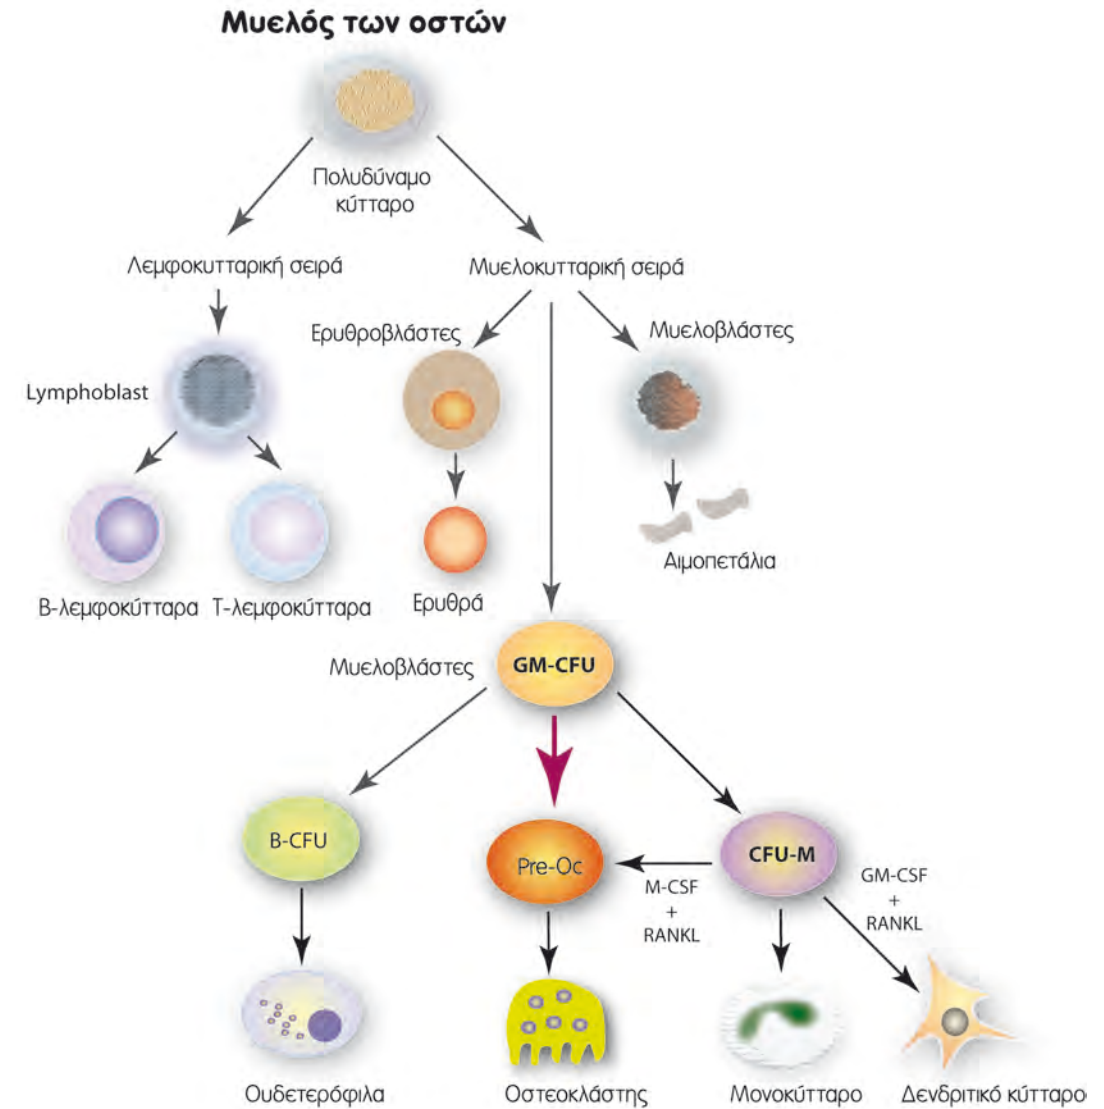 Μυελός των οστών
Πολυδύναμο
κύτταρο
Λεμφοκυτταρική σειρά
Μυελοκυτταρική σειρά
Ερυθροβλάστες
Μυελοβλάστες
Lymphoblast
Αιμοπετάλια
Β-λεμφοκύτταρα
Τ-λεμφοκύτταρα
Ερυθρά
Μυελοβλάστες
GM-CFU
B-CFU
Pre-Oc
CFU-M
M-CSF
+
RANKL
GM-CSF
+
RANKL
Ουδετερόφιλα
Οστεοκλάστης
Μονοκύτταρο
Δενδριτικό κύτταρο